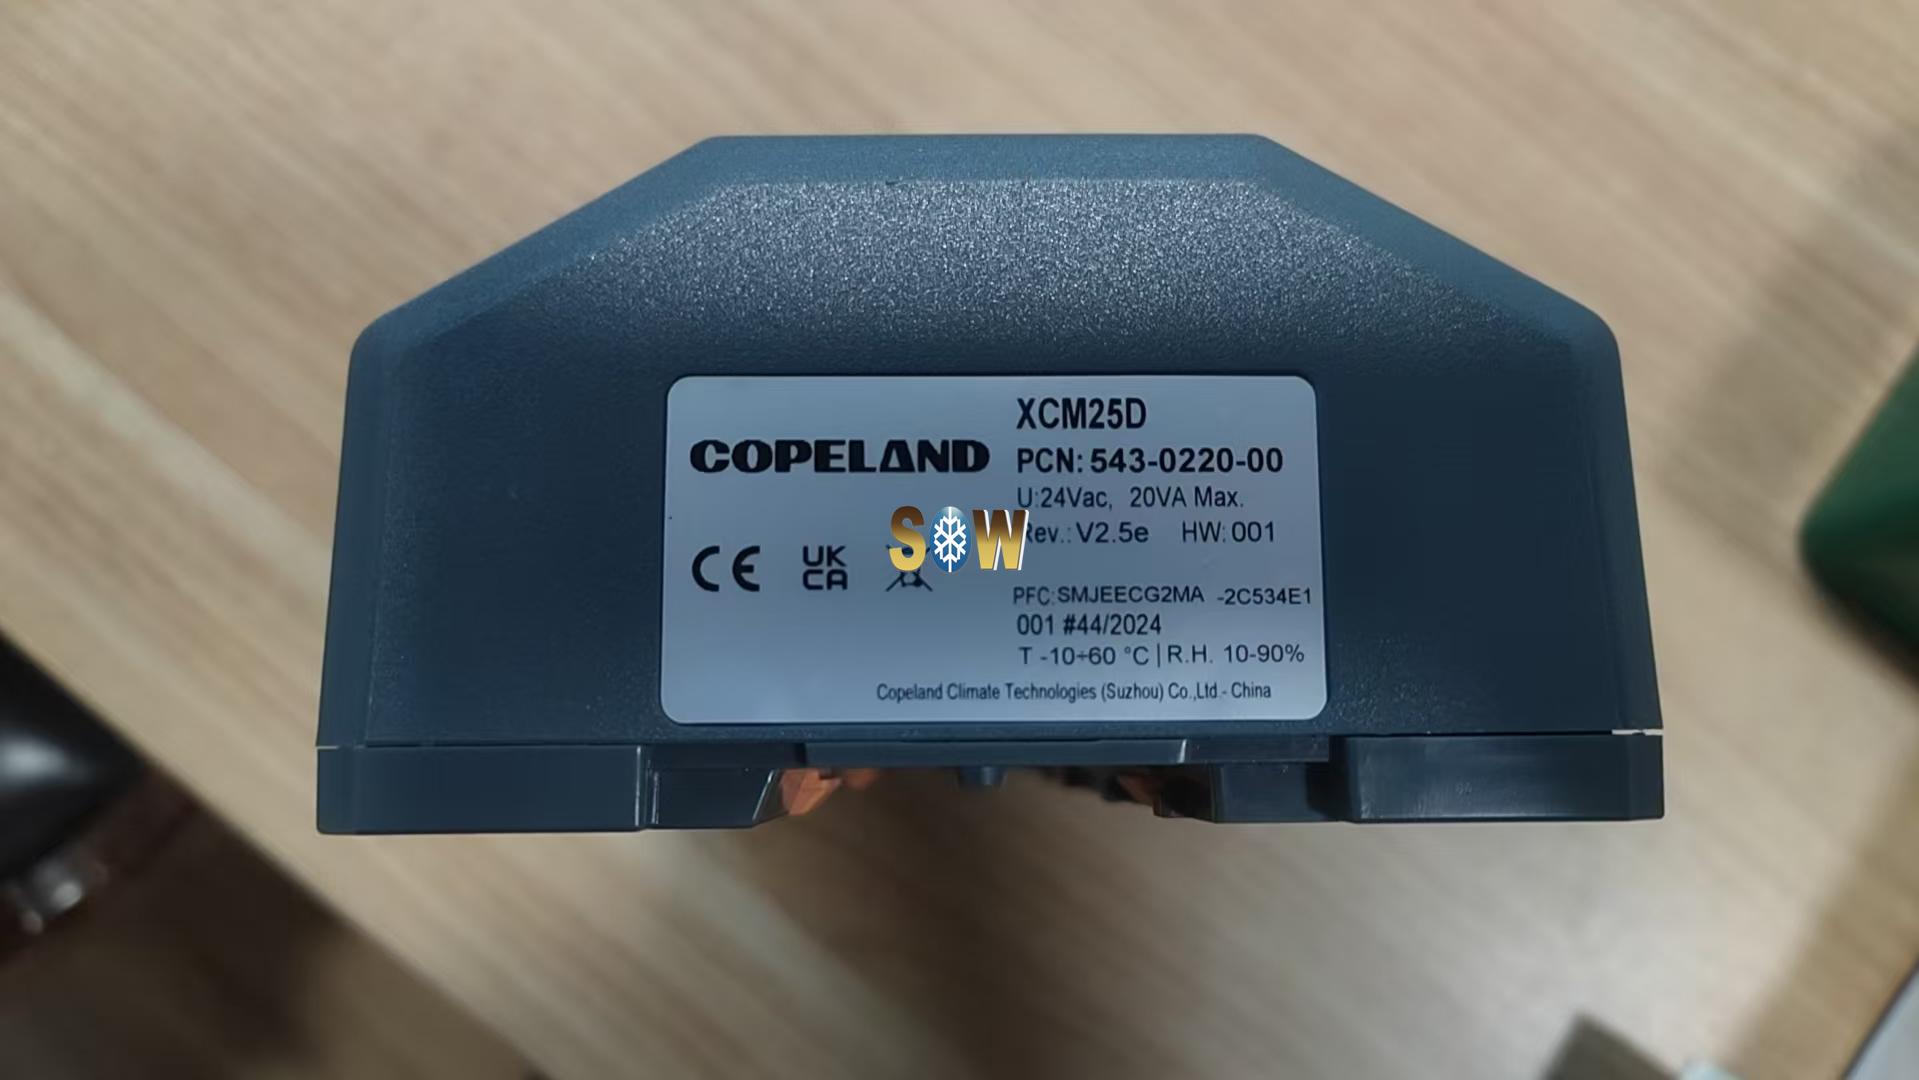 XCM25D
COPELAND
PCN: 543-0220-00
U:24Vac, 20VA Max.
SOW
Rev.: V2.5e HW: 001
CE UK CA
PFC:SMJEECG2MA -2C534E1
001 #44/2024
T -10÷60 °C | R.H. 10-90%
Copeland Climate Technologies (Suzhou) Co.,Ltd.- China